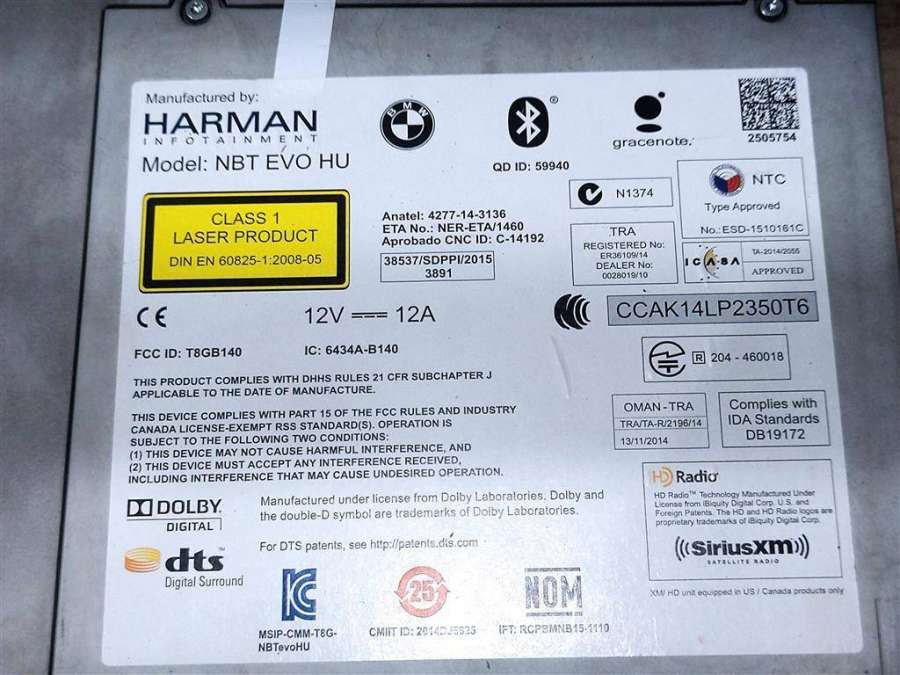 Manufactured by:
HARMAN
INFOTAINMENT
Model: NBT EVO HU
BMW
QD ID: 59940
gracenote.
2505754
CLASS 1
LASER PRODUCT
DIN EN 60825-1:2008-05
Anatel: 4277-14-3136
ETA No.: NER-ETA/1460
Aprobado CNC ID: C-14192
38537/SDPPI/2015
3891
N1374
NTC
Type Approved
No.: ESD-1510161C
TRA
REGISTERED No:
ER36109/14
DEALER No:
0028019/10
ICASA
TA-2014/2055
APPROVED
CE
12V 12A
CCAK14LP2350T6
FCC ID: T8GB140
IC: 6434A-B140
R 204 - 460018
THIS PRODUCT COMPLIES WITH DHHS RULES 21 CFR SUBCHAPTER J
APPLICABLE TO THE DATE OF MANUFACTURE.
THIS DEVICE COMPLIES WITH PART 15 OF THE FCC RULES AND INDUSTRY
CANADA LICENSE-EXEMPT RSS STANDARD(S). OPERATION IS
SUBJECT TO THE FOLLOWING TWO CONDITIONS:
(1) THIS DEVICE MAY NOT CAUSE HARMFUL INTERFERENCE, AND
(2) THIS DEVICE MUST ACCEPT ANY INTERFERENCE RECEIVED,
INCLUDING INTERFERENCE THAT MAY CAUSE UNDESIRED OPERATION.
OMAN - TRA
TRA/TA-R/2196/14
13/11/2014
Complies with
IDA Standards
DB19172
DOLBY
DIGITAL
Manufactured under license from Dolby Laboratories. Dolby and
the double-D symbol are trademarks of Dolby Laboratories.
HD Radio
HD Radio™ Technology Manufactured Under
License from iBiquity Digital Corp. U.S. and
Foreign Patents. The HD and HD Radio logos are
proprietary trademarks of iBiquity Digital Corp.
dts™
Digital Surround
For DTS patents, see http://patents.dts.com
SiriusXM
SATELLITE RADIO
XM/ HD unit equipped in US / Canada products only
25
NOM
MSIP-CMM-T8G-
NBTevoHU
CMIIT ID: 2014DJ5935
IFT: RCPBMNB15-1110